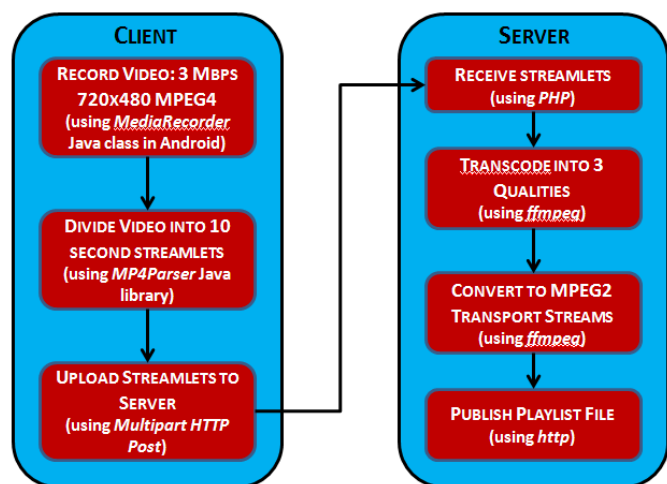 CLIENT
RECORD VIDEO: 3 MBPS
720X480 MPEG4
(using MediaRecorder
Java class in Android)
DIVIDE VIDEO INTO 10
SECOND STREAMLETS
(using MP4Parser Java
library)
UPLOAD STREAMLETS TO
SERVER
(using Multipart HTTP
Post)
SERVER
RECEIVE STREAMLETS
(using PHP)
TRANSCODE INTO 3
QUALITIES
(using ffmpeg)
CONVERT TO MPEG2
TRANSPORT STREAMS
(using ffmpeg)
PUBLISH PLAYLIST FILE
(using http)